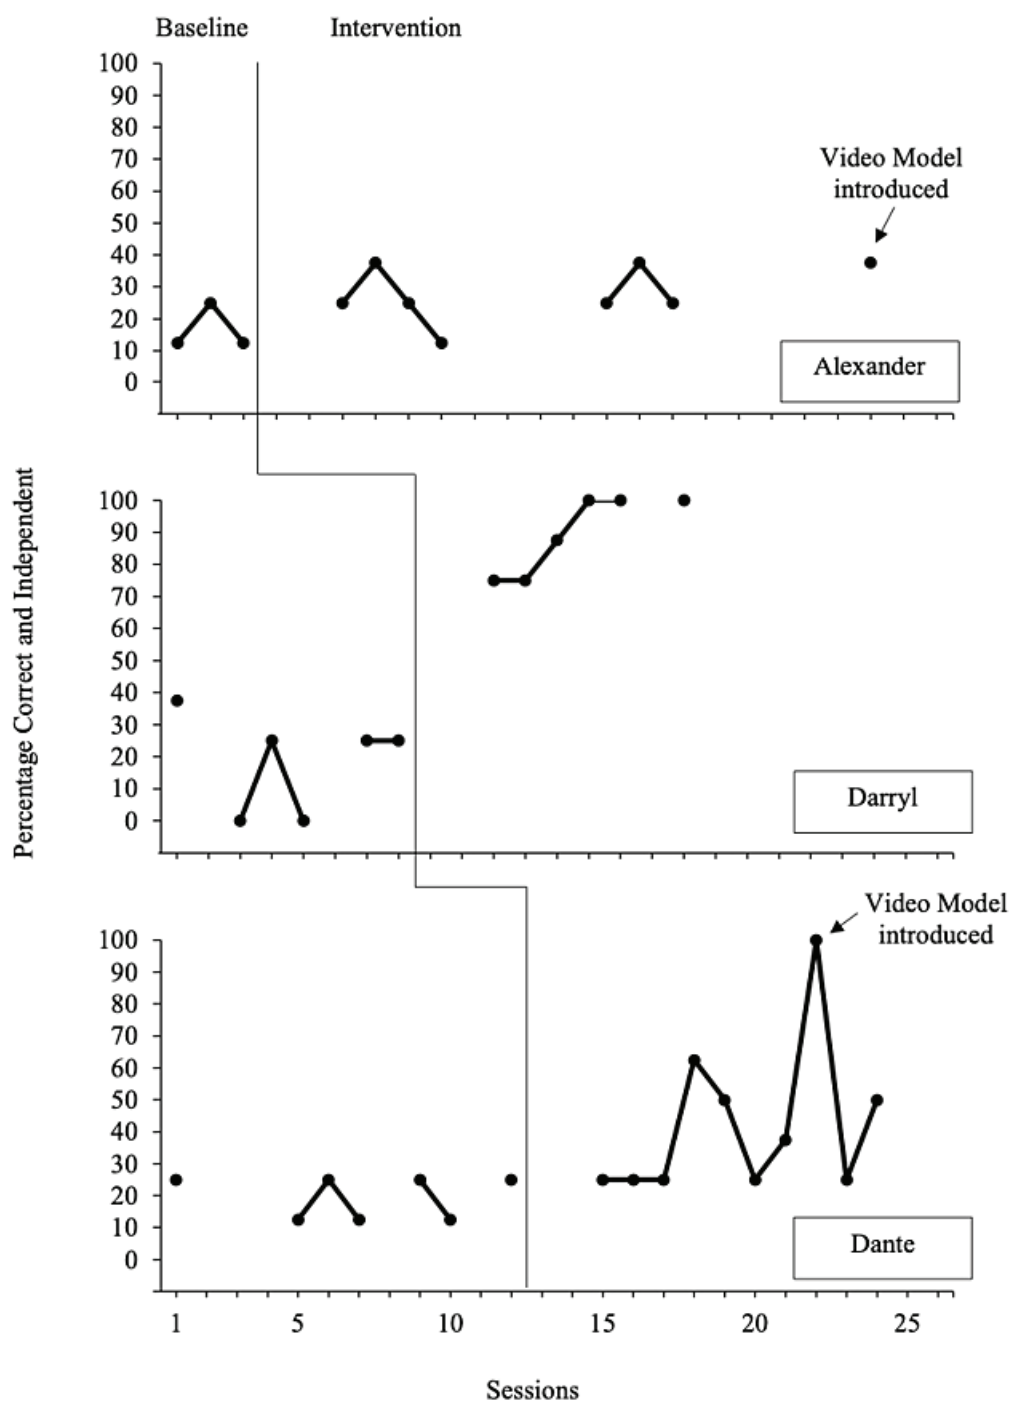 Baseline
Intervention
100
90
80
70
60
50
40
30
20
10
0
Video Model
introduced
Alexander
Percentage Correct and Independent
100
90
80
70
60
50
40
30
20
10
0
Darryl
Video Model
introduced
100
90
80
70
60
50
40
30
20
10
0
Dante
1 5 10 15 20 25
Sessions